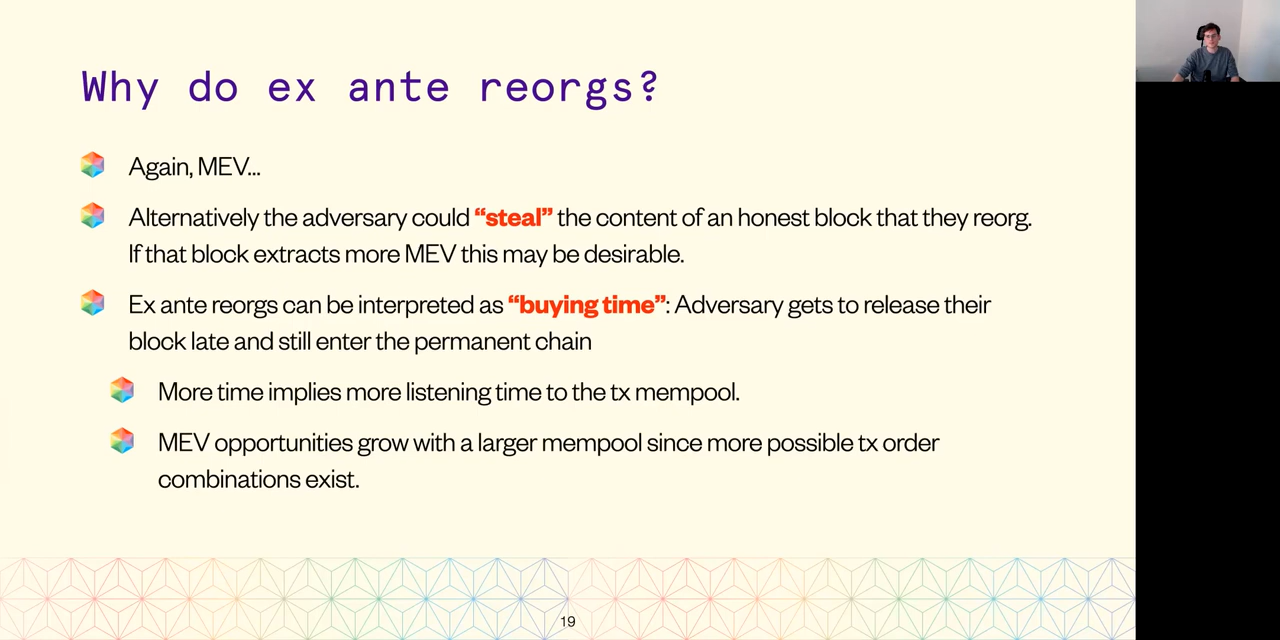 Why do ex ante reorgs?
Again, MEV...
Alternatively the adversary could “steal” the content of an honest block that they reorg.
If that block extracts more MEV this may be desirable.
Ex ante reorgs can be interpreted as “buying time”: Adversary gets to release their
block late and still enter the permanent chain
More time implies more listening time to the tx mempool.
MEV opportunities grow with a larger mempool since more possible tx order
combinations exist.
19